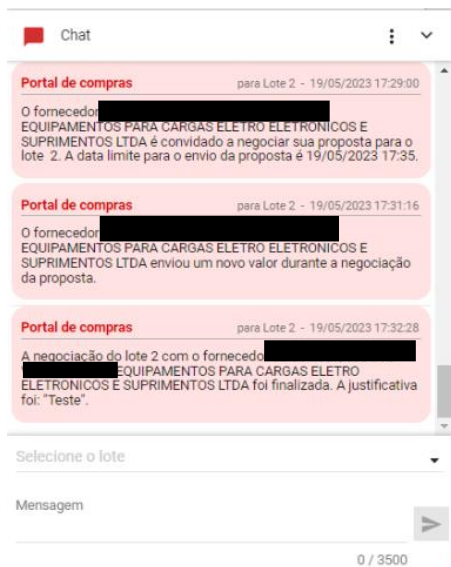 Chat
Portal de compras para Lote 2 - 19/05/2023 17:29:00
O fornecedor
EQUIPAMENTOS PARA CARGAS ELETRO ELETRONICOS E
SUPRIMENTOS LTDA é convidado a negociar sua proposta para o
lote 2. A data limite para o envio da proposta é 19/05/2023 17:35.
Portal de compras para Lote 2 - 19/05/2023 17:31:16
O fornecedor
EQUIPAMENTOS PARA CARGAS ELETRO ELETRONICOS E
SUPRIMENTOS LTDA enviou um novo valor durante a negociação
da proposta.
Portal de compras para Lote 2 - 19/05/2023 17:32:28
A negociação do lote 2 com o fornecedo
EQUIPAMENTOS PARA CARGAS ELETRO
ELETRONICOS E SUPRIMENTOS LTDA foi finalizada. A justificativa
foi: "Teste".
Selecione o lote
Mensagem
0 / 3500